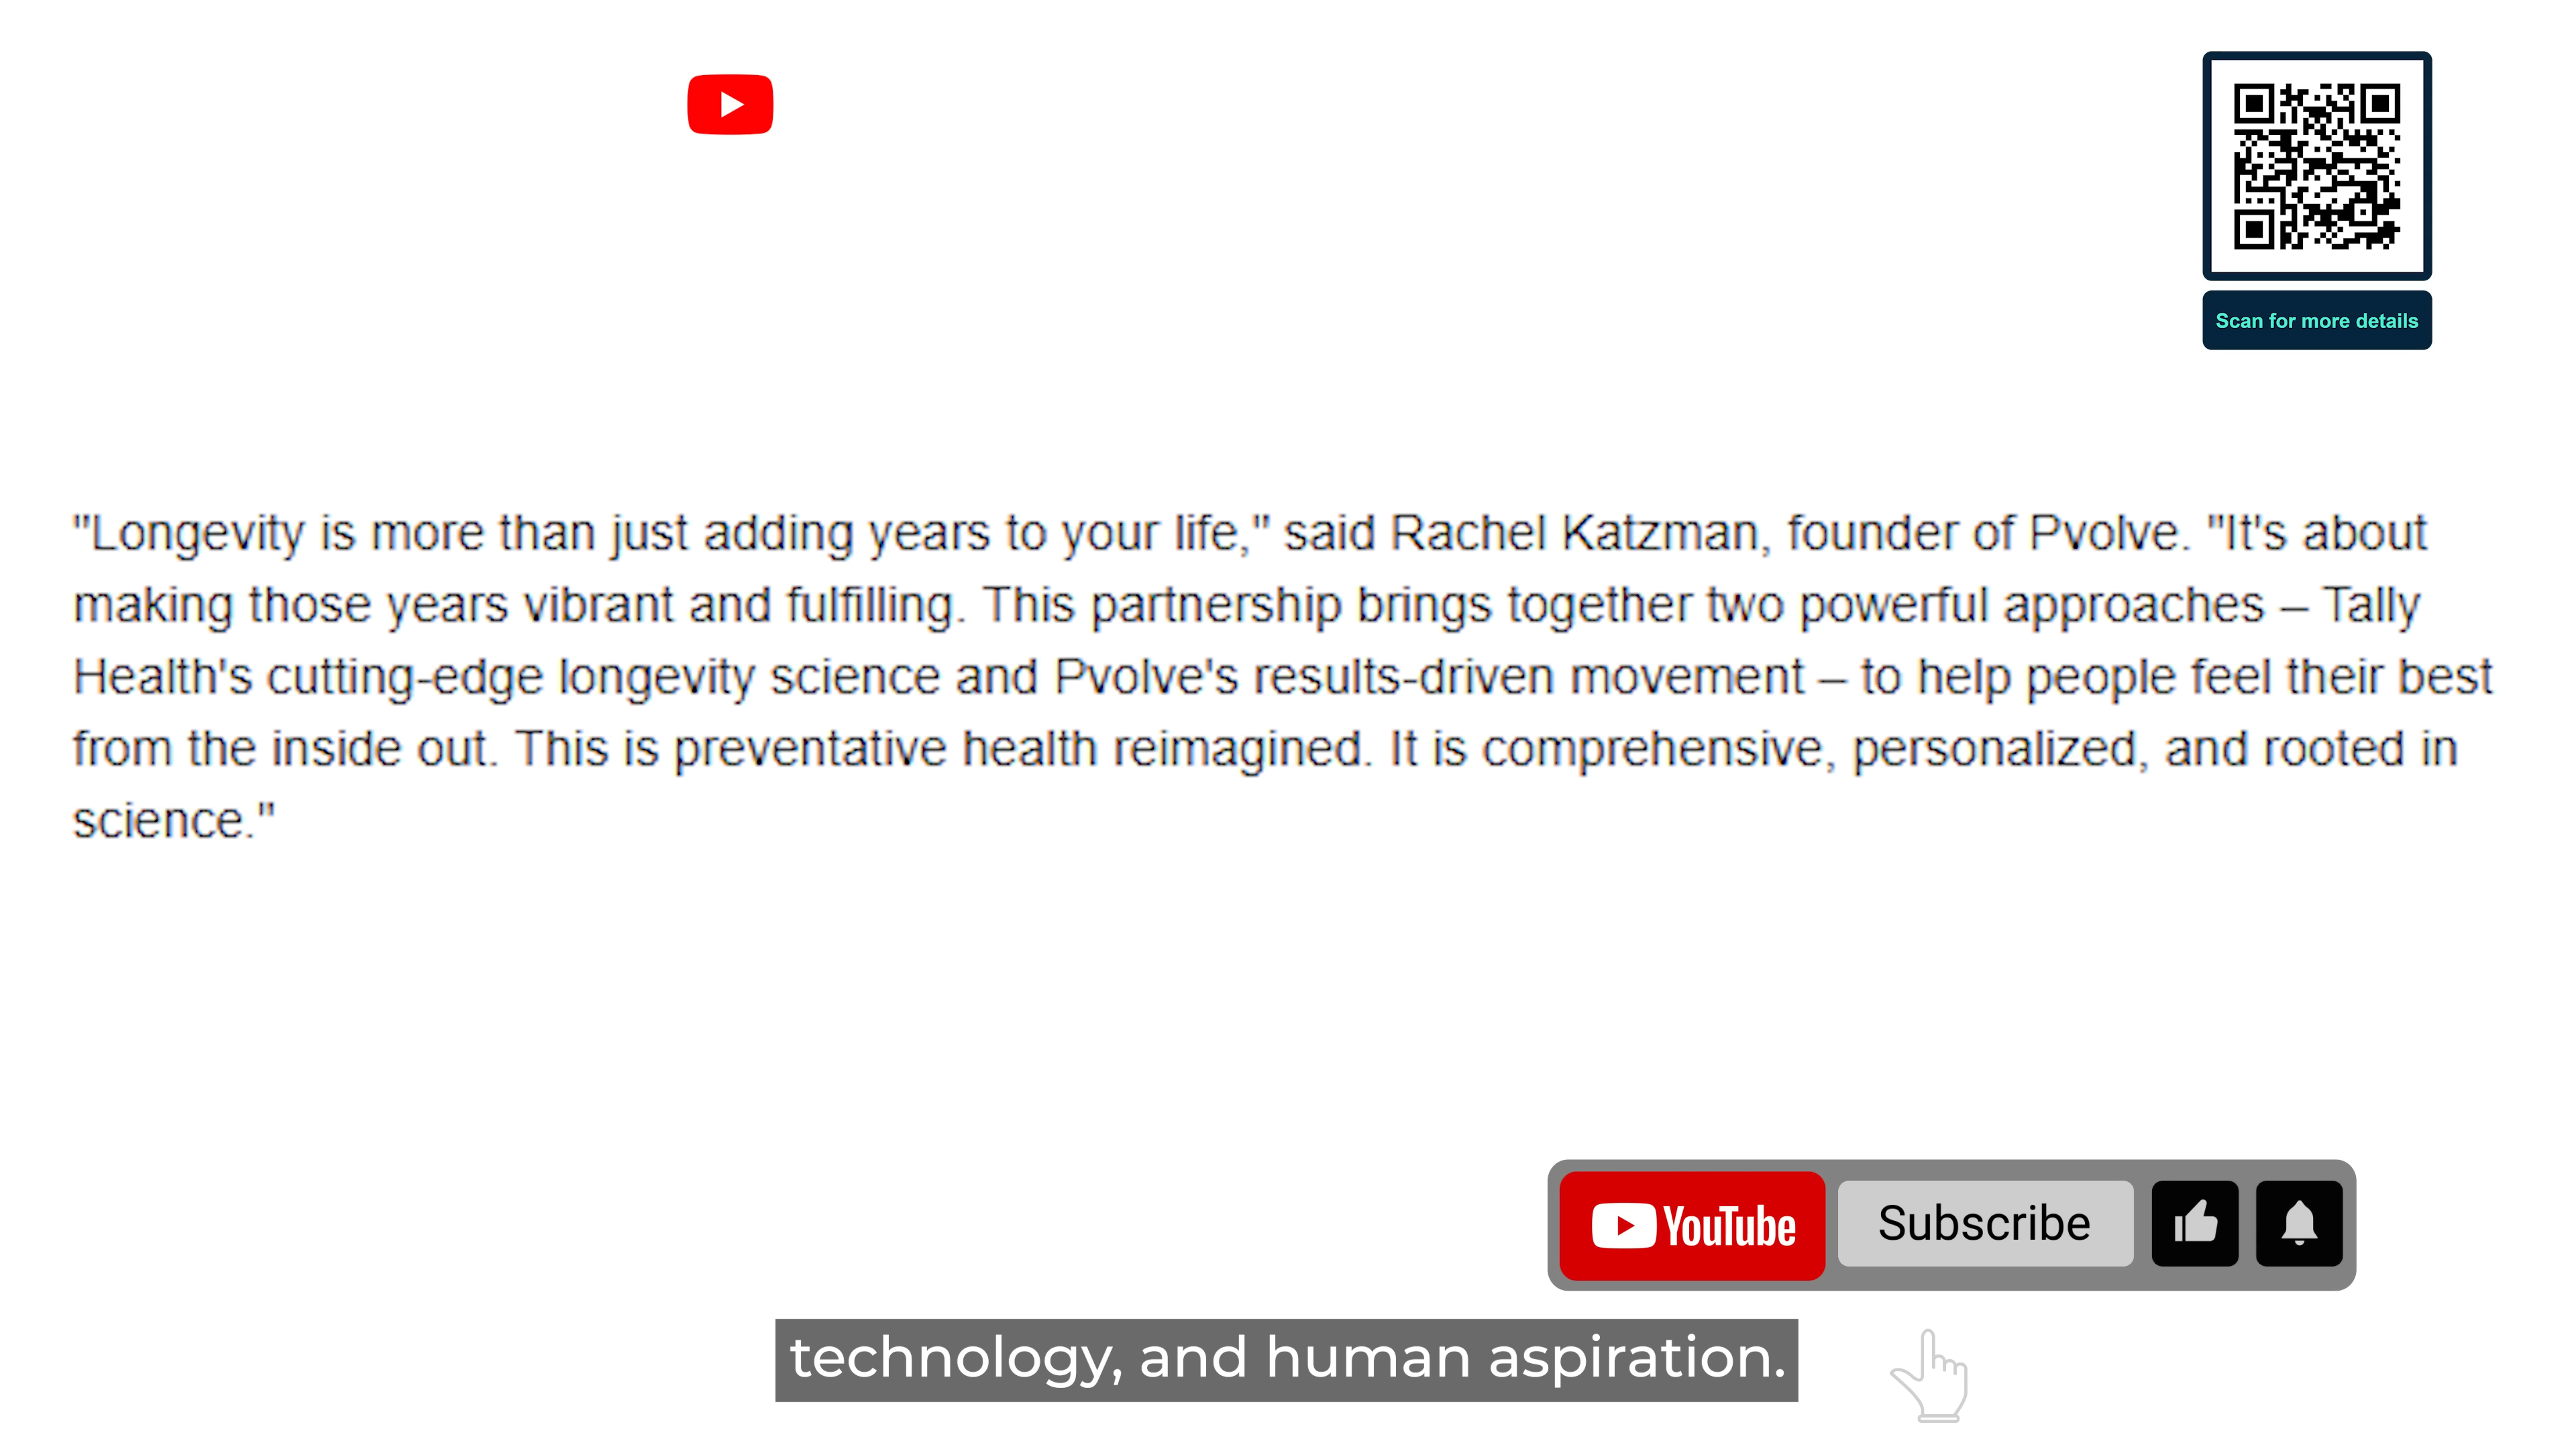 Scan for more details
"Longevity is more than just adding years to your life," said Rachel Katzman, founder of Pvolve. "It's about
making those years vibrant and fulfilling. This partnership brings together two powerful approaches – Tally
Health's cutting-edge longevity science and Pvolve's results-driven movement – to help people feel their best
from the inside out. This is preventative health reimagined. It is comprehensive, personalized, and rooted in
science."
YouTube Subscribe
technology, and human aspiration.